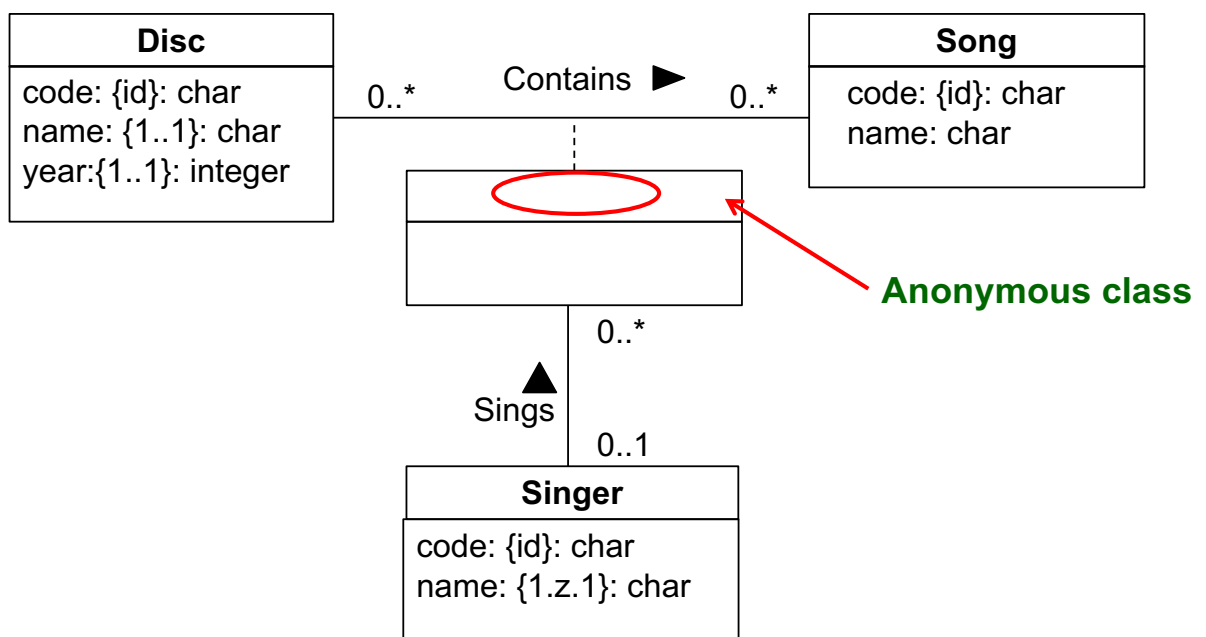 Disc
code: {id}: char
name: {1..1}: char
year:{1..1}: integer
0..*
Contains
0..*
Song
code: {id}: char
name: char
Anonymous class
0..*
Sings
0..1
Singer
code: {id}: char
name: {1.z.1}: char